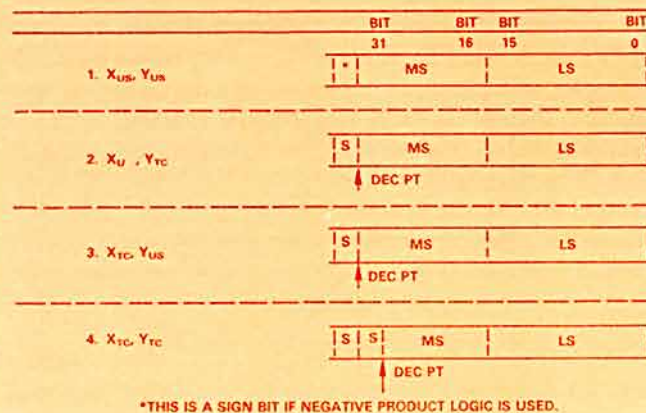 BIT BIT BIT BIT
31 16 15 0
1. XUS, YUS * MS LS
2. XU , YTC S MS LS
DEC PT
3. XTC, YUS S MS LS
DEC PT
4. XTC, YTC S S MS LS
DEC PT
*THIS IS A SIGN BIT IF NEGATIVE PRODUCT LOGIC IS USED.